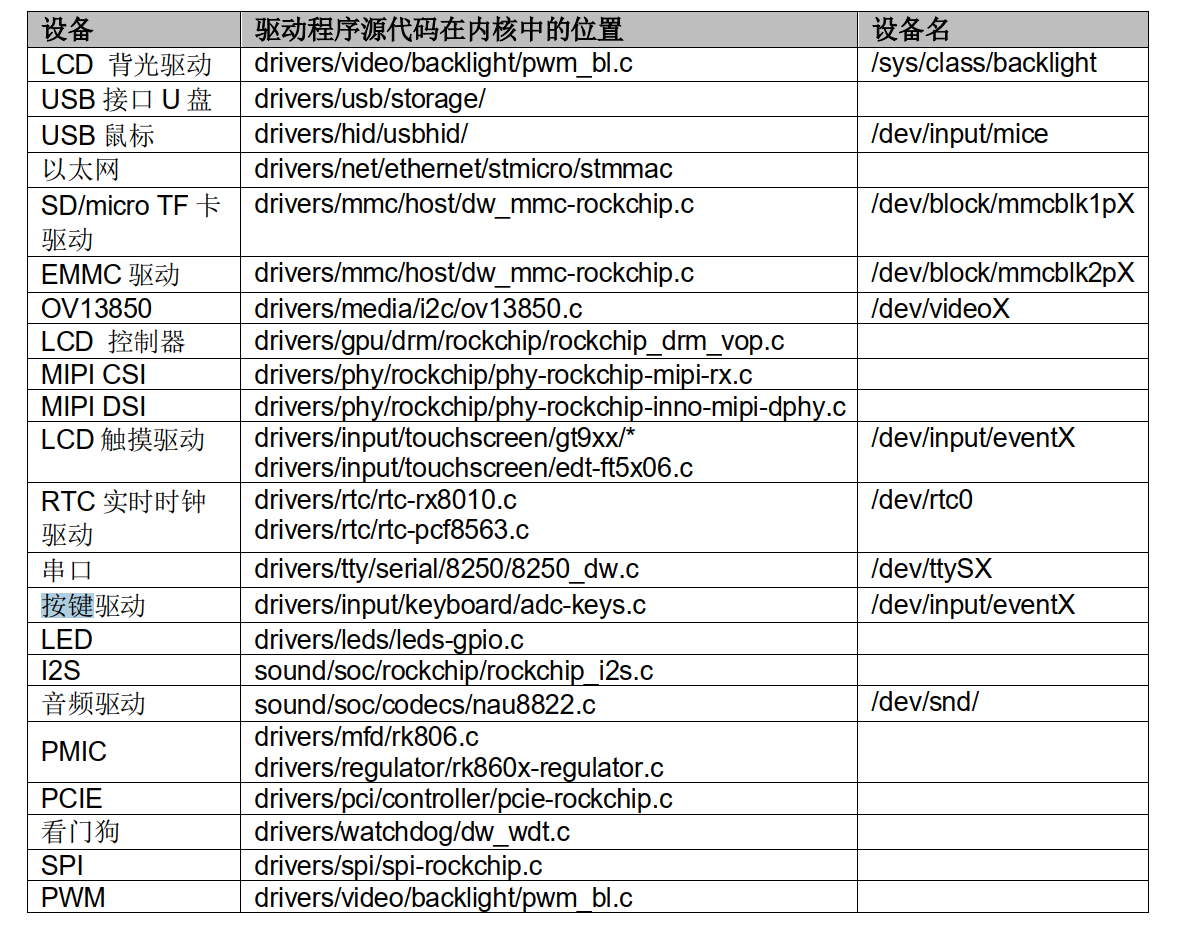 设备 驱动程序源代码在内核中的位置 设备名
LCD 背光驱动 drivers/video/backlight/pwm_bl.c /sys/class/backlight
USB 接口 U 盘 drivers/usb/storage/
USB 鼠标 drivers/hid/usbhid/ /dev/input/mice
以太网 drivers/net/ethernet/stmicro/stmmac
SD/micro TF 卡 drivers/mmc/host/dw_mmc-rockchip.c /dev/block/mmcblk1pX
驱动
EMMC 驱动 drivers/mmc/host/dw_mmc-rockchip.c /dev/block/mmcblk2pX
OV13850 drivers/media/i2c/ov13850.c /dev/videoX
LCD 控制器 drivers/gpu/drm/rockchip/rockchip_drm_vop.c
MIPI CSI drivers/phy/rockchip/phy-rockchip-mipi-rx.c
MIPI DSI drivers/phy/rockchip/phy-rockchip-inno-mipi-dphy.c
LCD 触摸驱动 drivers/input/touchscreen/gt9xx/* /dev/input/eventX
drivers/input/touchscreen/edt-ft5x06.c
RTC 实时时钟 drivers/rtc/rtc-rx8010.c /dev/rtc0
驱动 drivers/rtc/rtc-pcf8563.c
串口 drivers/tty/serial/8250/8250_dw.c /dev/ttySX
按键驱动 drivers/input/keyboard/adc-keys.c /dev/input/eventX
LED drivers/leds/leds-gpio.c
I2S sound/soc/rockchip/rockchip_i2s.c
音频驱动 sound/soc/codecs/nau8822.c /dev/snd/
PMIC drivers/mfd/rk806.c
drivers/regulator/rk860x-regulator.c
PCIE drivers/pci/controller/pcie-rockchip.c
看门狗 drivers/watchdog/dw_wdt.c
SPI drivers/spi/spi-rockchip.c
PWM drivers/video/backlight/pwm_bl.c